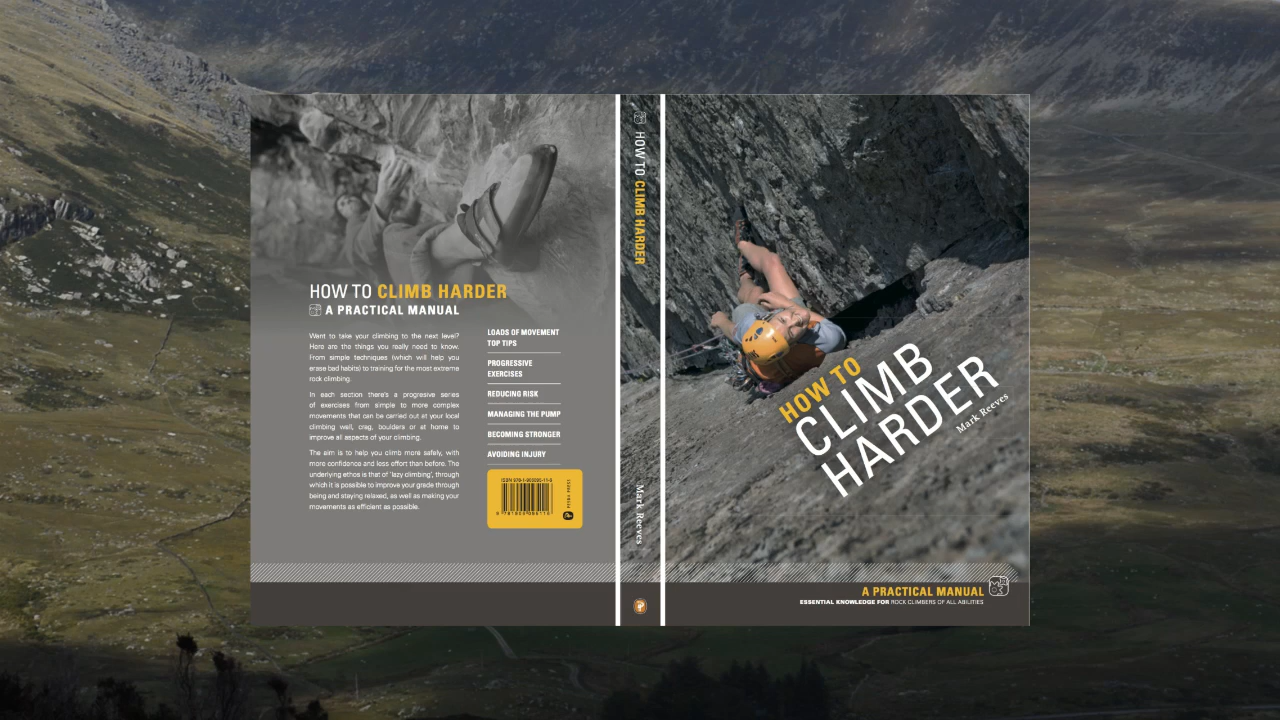 HOW TO CLIMB HARDER
A PRACTICAL MANUAL
Want to take your climbing to the next level?
Here are the things you really need to know.
From simple techniques (which will help you
erase bad habits) to training for the most extreme
rock climbing.
In each section there's a progresive series
of exercises from simple to more complex
movements that can be carried out at your local
climbing wall, crag, boulders or at home to
improve all aspects of your climbing.
The aim is to help you climb more safely, with
more confidence and less effort than before. The
underlying ethos is that of 'lazy climbing', through
which it is possible to improve your grade through
being and staying relaxed, as well as making your
movements as efficient as possible.
LOADS OF MOVEMENT
TOP TIPS
PROGRESSIVE
EXERCISES
REDUCING RISK
MANAGING THE PUMP
BECOMING STRONGER
AVOIDING INJURY
PESDA PRESS
HOW TO CLIMB HARDER
Mark Reeves
HOW TO
CLIMB
HARDER
Mark Reeves
A PRACTICAL MANUAL
ESSENTIAL KNOWLEDGE FOR ROCK CLIMBERS OF ALL ABILITIES